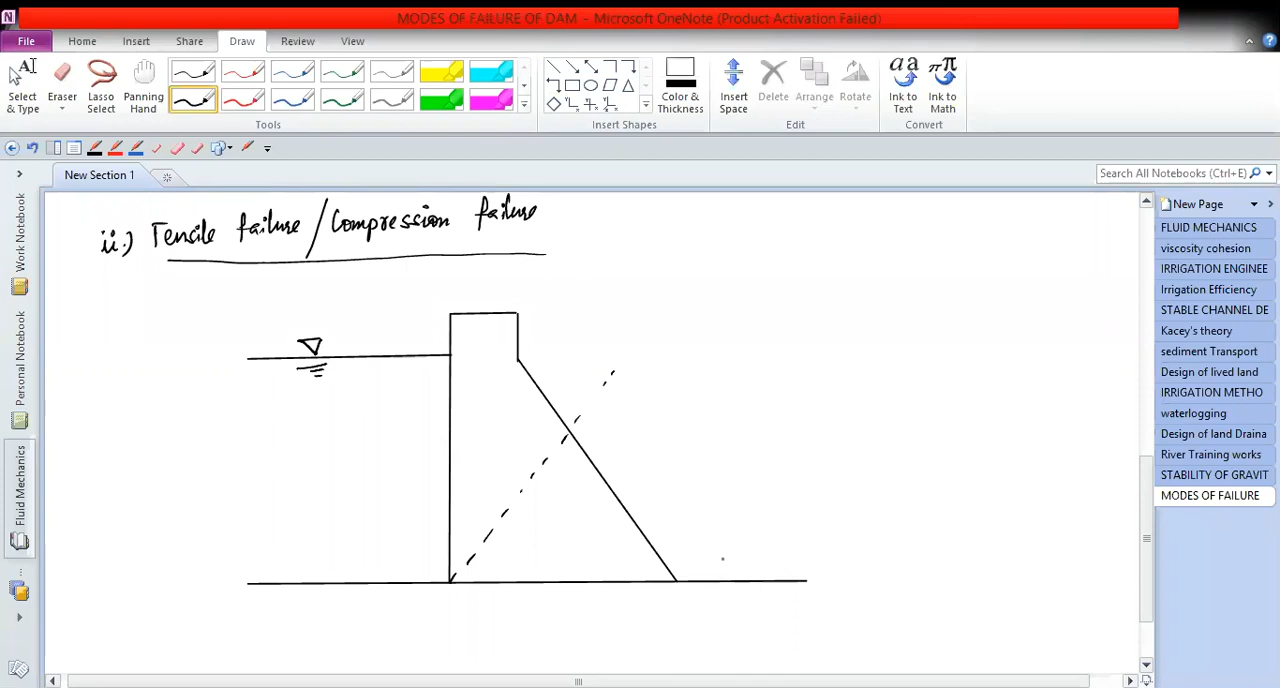 MODES OF FAILURE OF DAM - Microsoft OneNote (Product Activation Failed)
File Home Insert Share Draw Review View
Select & Type
Eraser
Lasso Select
Panning Hand
Color & Thickness
Insert Space
Delete
Arrange
Rotate
Ink to Text
Ink to Math
Tools
Insert Shapes
Edit
Convert
New Section 1
Search All Notebooks (Ctrl+E)
Work Notebook
Personal Notebook
Fluid Mechanics
ii.) Tensile failure / Compression failure
New Page
FLUID MECHANICS
viscosity cohesion
IRRIGATION ENGINEE
Irrigation Efficiency
STABLE CHANNEL DE
Kacey's theory
sediment Transport
Design of lived land
IRRIGATION METHO
waterlogging
Design of land Draina
River Training works
STABILITY OF GRAVIT
MODES OF FAILURE